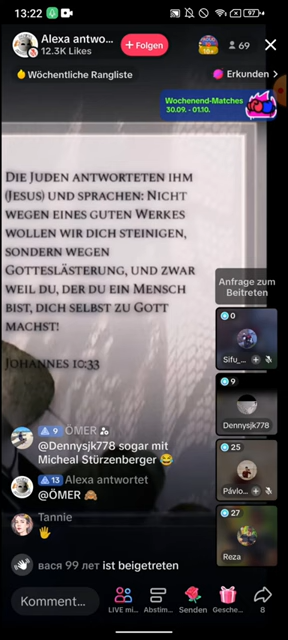 13:22
97
Alexa antwo...
12.3K Likes
+ Folgen
10+
69
Wöchentliche Rangliste
Erkunden >
Wochenend-Matches
30.09. - 01.10.
Die Juden antworteten ihm
(Jesus) und sprachen: Nicht
wegen eines guten Werkes
wollen wir dich steinigen,
sondern wegen
Gotteslästerung, und zwar
weil du, der du ein Mensch
bist, dich selbst zu Gott
machst!
Johannes 10:33
Anfrage zum
Beitreten
0
Sifu_...
9
Dennysjk778
25
Pávlo...
27
Reza
9 ÖMER
@Dennysjk778 sogar mit
Micheal Stürzenberger 😂
13 Alexa antwortet
@ÖMER 🙈
Tannie
🖐
вася 99 лет ist beigetreten
Komment...
LIVE mi...
Abstim...
Senden
Gesche...
8